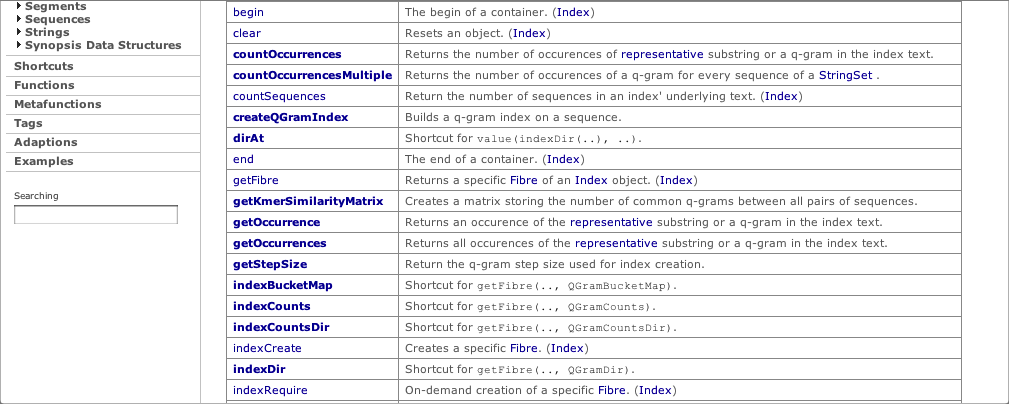 Segments
Sequences
Strings
Synopsis Data Structures
Shortcuts
Functions
Metafunctions
Tags
Adaptions
Examples
Searching
begin The begin of a container. (Index)
clear Resets an object. (Index)
countOccurrences Returns the number of occurences of representative substring or a q-gram in the index text.
countOccurrencesMultiple Returns the number of occurences of a q-gram for every sequence of a StringSet .
countSequences Return the number of sequences in an index' underlying text. (Index)
createQGramIndex Builds a q-gram index on a sequence.
dirAt Shortcut for value(indexDir(..), ..).
end The end of a container. (Index)
getFibre Returns a specific Fibre of an Index object. (Index)
getKmerSimilarityMatrix Creates a matrix storing the number of common q-grams between all pairs of sequences.
getOccurrence Returns an occurence of the representative substring or a q-gram in the index text.
getOccurrences Returns all occurences of the representative substring or a q-gram in the index text.
getStepSize Return the q-gram step size used for index creation.
indexBucketMap Shortcut for getFibre(.., QGramBucketMap).
indexCounts Shortcut for getFibre(.., QGramCounts).
indexCountsDir Shortcut for getFibre(.., QGramCountsDir).
indexCreate Creates a specific Fibre. (Index)
indexDir Shortcut for getFibre(.., QGramDir).
indexRequire On-demand creation of a specific Fibre. (Index)